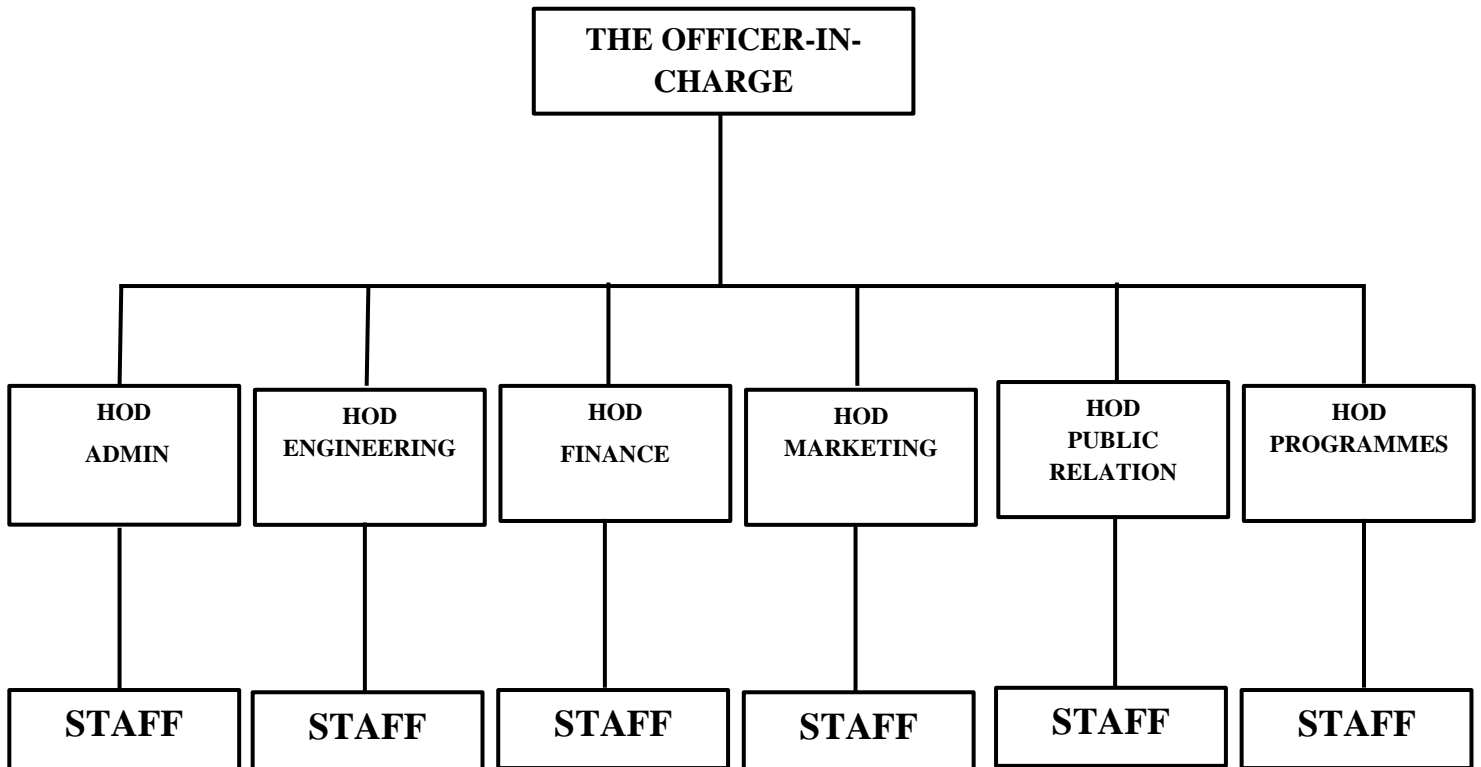 THE OFFICER-IN-
CHARGE
HOD
ADMIN
HOD
ENGINEERING
HOD
FINANCE
HOD
MARKETING
HOD
PUBLIC
RELATION
HOD
PROGRAMMES
STAFF
STAFF
STAFF
STAFF
STAFF
STAFF